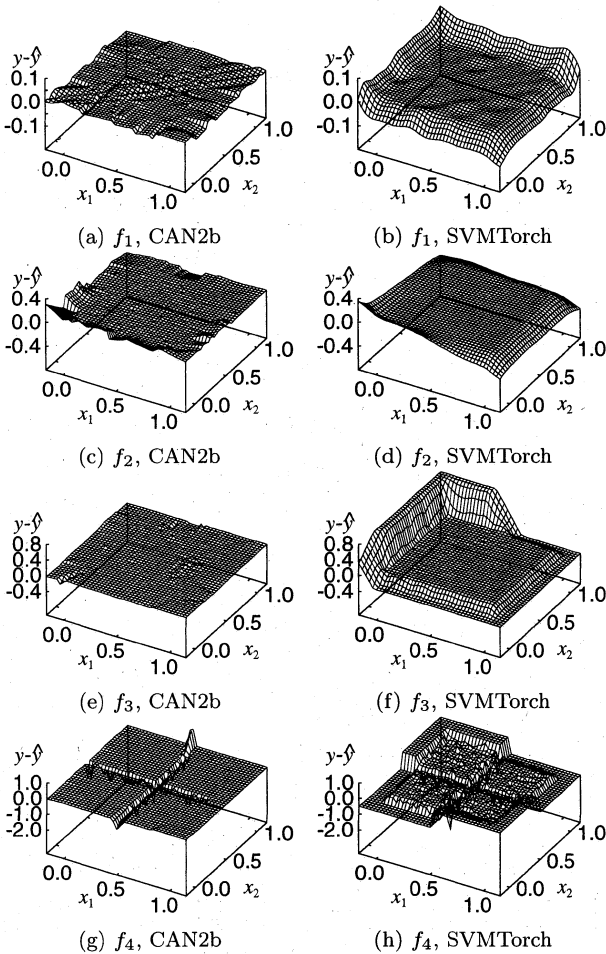 y-ŷ y-ŷ
0.1 0.1
0.0 0.0
-0.1 -0.1
0.0 0.5 1.0 0.0 0.5 1.0
x₁ x₂
0.0 0.5 1.0 0.0 0.5 1.0
x₁ x₂
(a) f₁, CAN2b (b) f₁, SVMTorch
y-ŷ y-ŷ
0.4 0.4
0.0 0.0
-0.4 -0.4
0.0 0.5 1.0 0.0 0.5 1.0
x₁ x₂
0.0 0.5 1.0 0.0 0.5 1.0
x₁ x₂
(c) f₂, CAN2b (d) f₂, SVMTorch
y-ŷ y-ŷ
0.8 0.8
0.4 0.4
0.0 0.0
-0.4 -0.4
0.0 0.5 1.0 0.0 0.5 1.0
x₁ x₂
0.0 0.5 1.0 0.0 0.5 1.0
x₁ x₂
(e) f₃, CAN2b (f) f₃, SVMTorch
y-ŷ y-ŷ
1.0 1.0
0.0 0.0
-1.0 -1.0
-2.0 -2.0
0.0 0.5 1.0 0.0 0.5 1.0
x₁ x₂
0.0 0.5 1.0 0.0 0.5 1.0
x₁ x₂
(g) f₄, CAN2b (h) f₄, SVMTorch